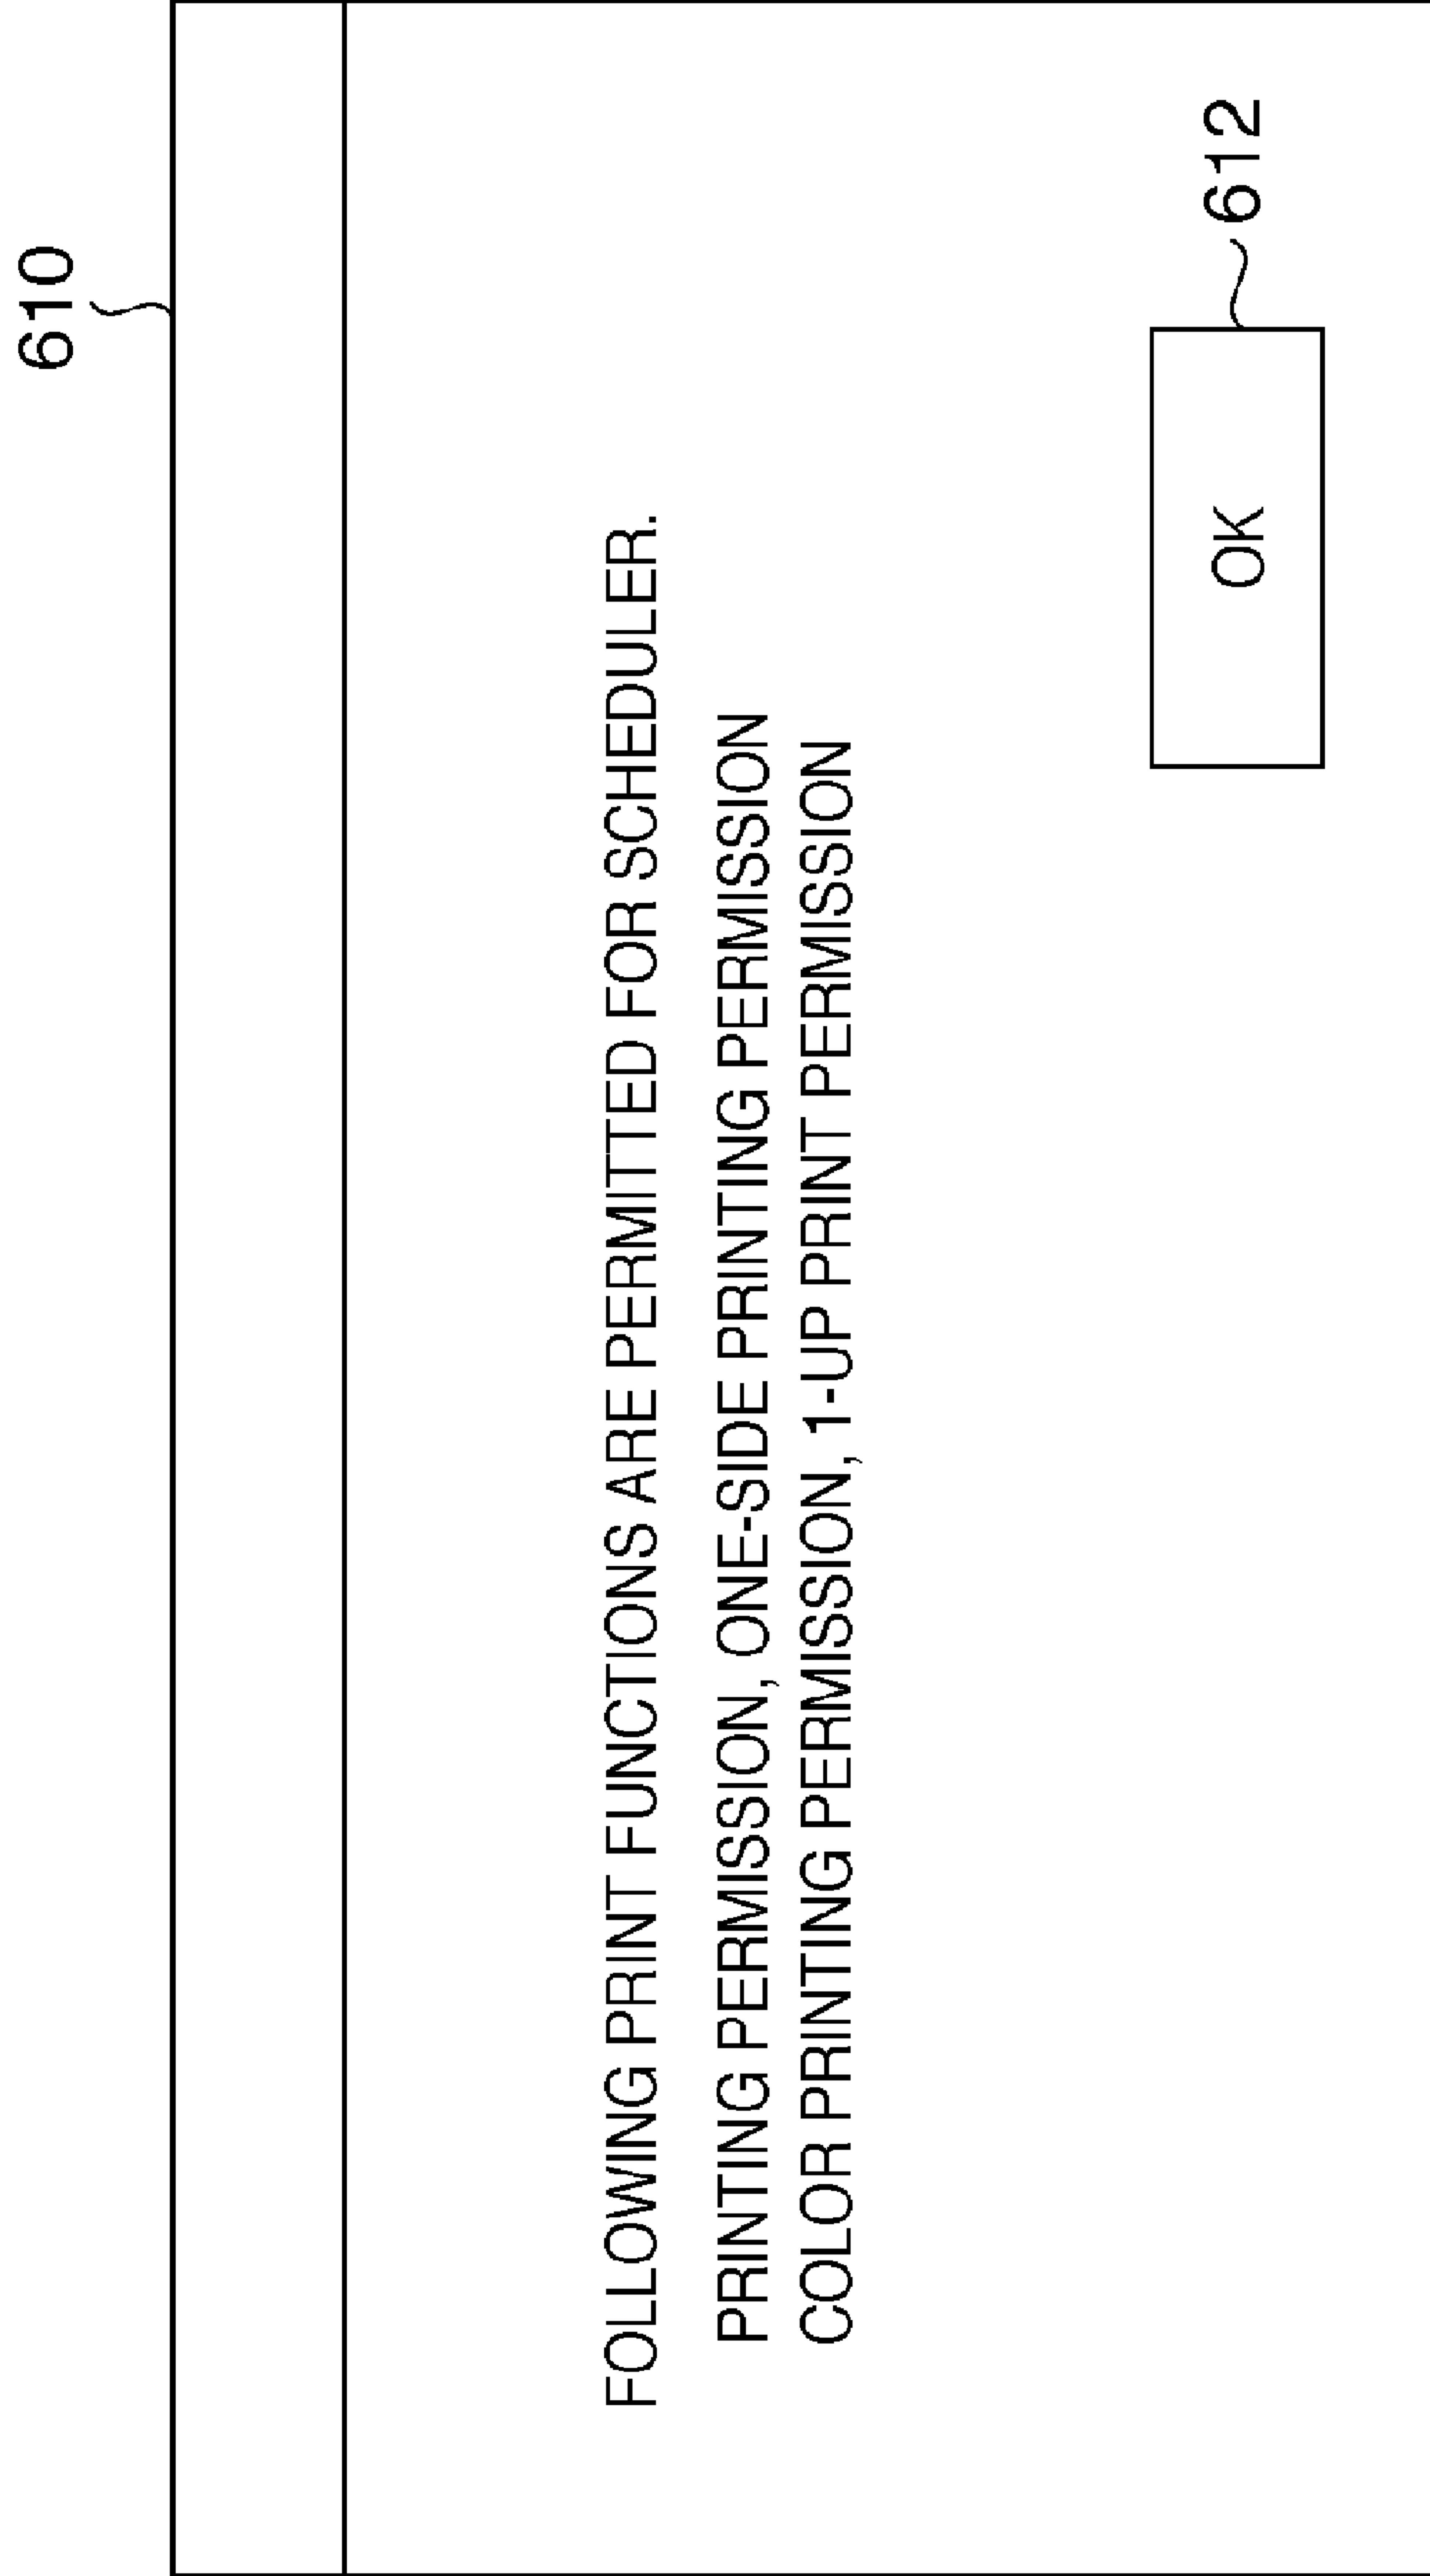 610
FOLLOWING PRINT FUNCTIONS ARE PERMITTED FOR SCHEDULER.
PRINTING PERMISSION, ONE-SIDE PRINTING PERMISSION
COLOR PRINTING PERMISSION, 1-UP PRINT PERMISSION
OK
612